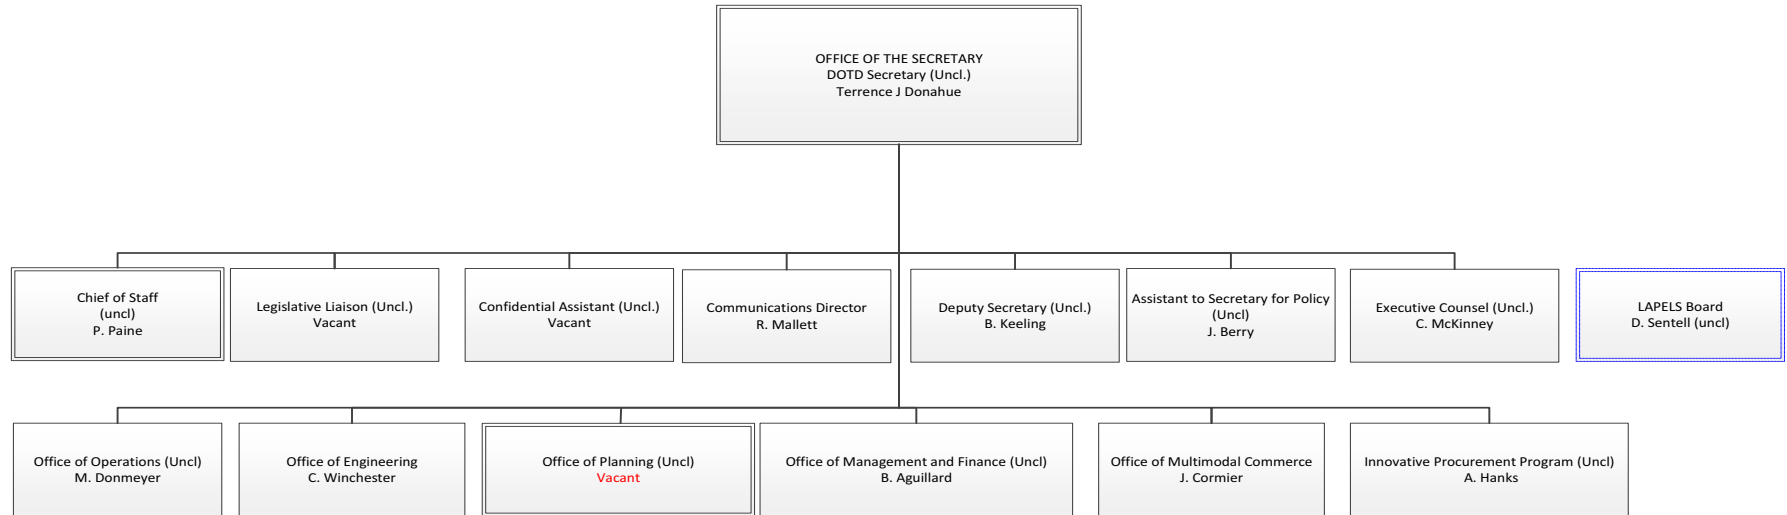 OFFICE OF THE SECRETARY
DOTD Secretary (Uncl.)
Terrence J Donahue
Chief of Staff
(uncl)
P. Paine
Legislative Liaison (Uncl.)
Vacant
Confidential Assistant (Uncl.)
Vacant
Communications Director
R. Mallett
Deputy Secretary (Uncl.)
B. Keeling
Assistant to Secretary for Policy
(Uncl)
J. Berry
Executive Counsel (Uncl.)
C. McKinney
LAPELS Board
D. Sentell (uncl)
Office of Operations (Uncl)
M. Donmeyer
Office of Engineering
C. Winchester
Office of Planning (Uncl)
Vacant
Office of Management and Finance (Uncl)
B. Aguillard
Office of Multimodal Commerce
J. Cormier
Innovative Procurement Program (Uncl)
A. Hanks